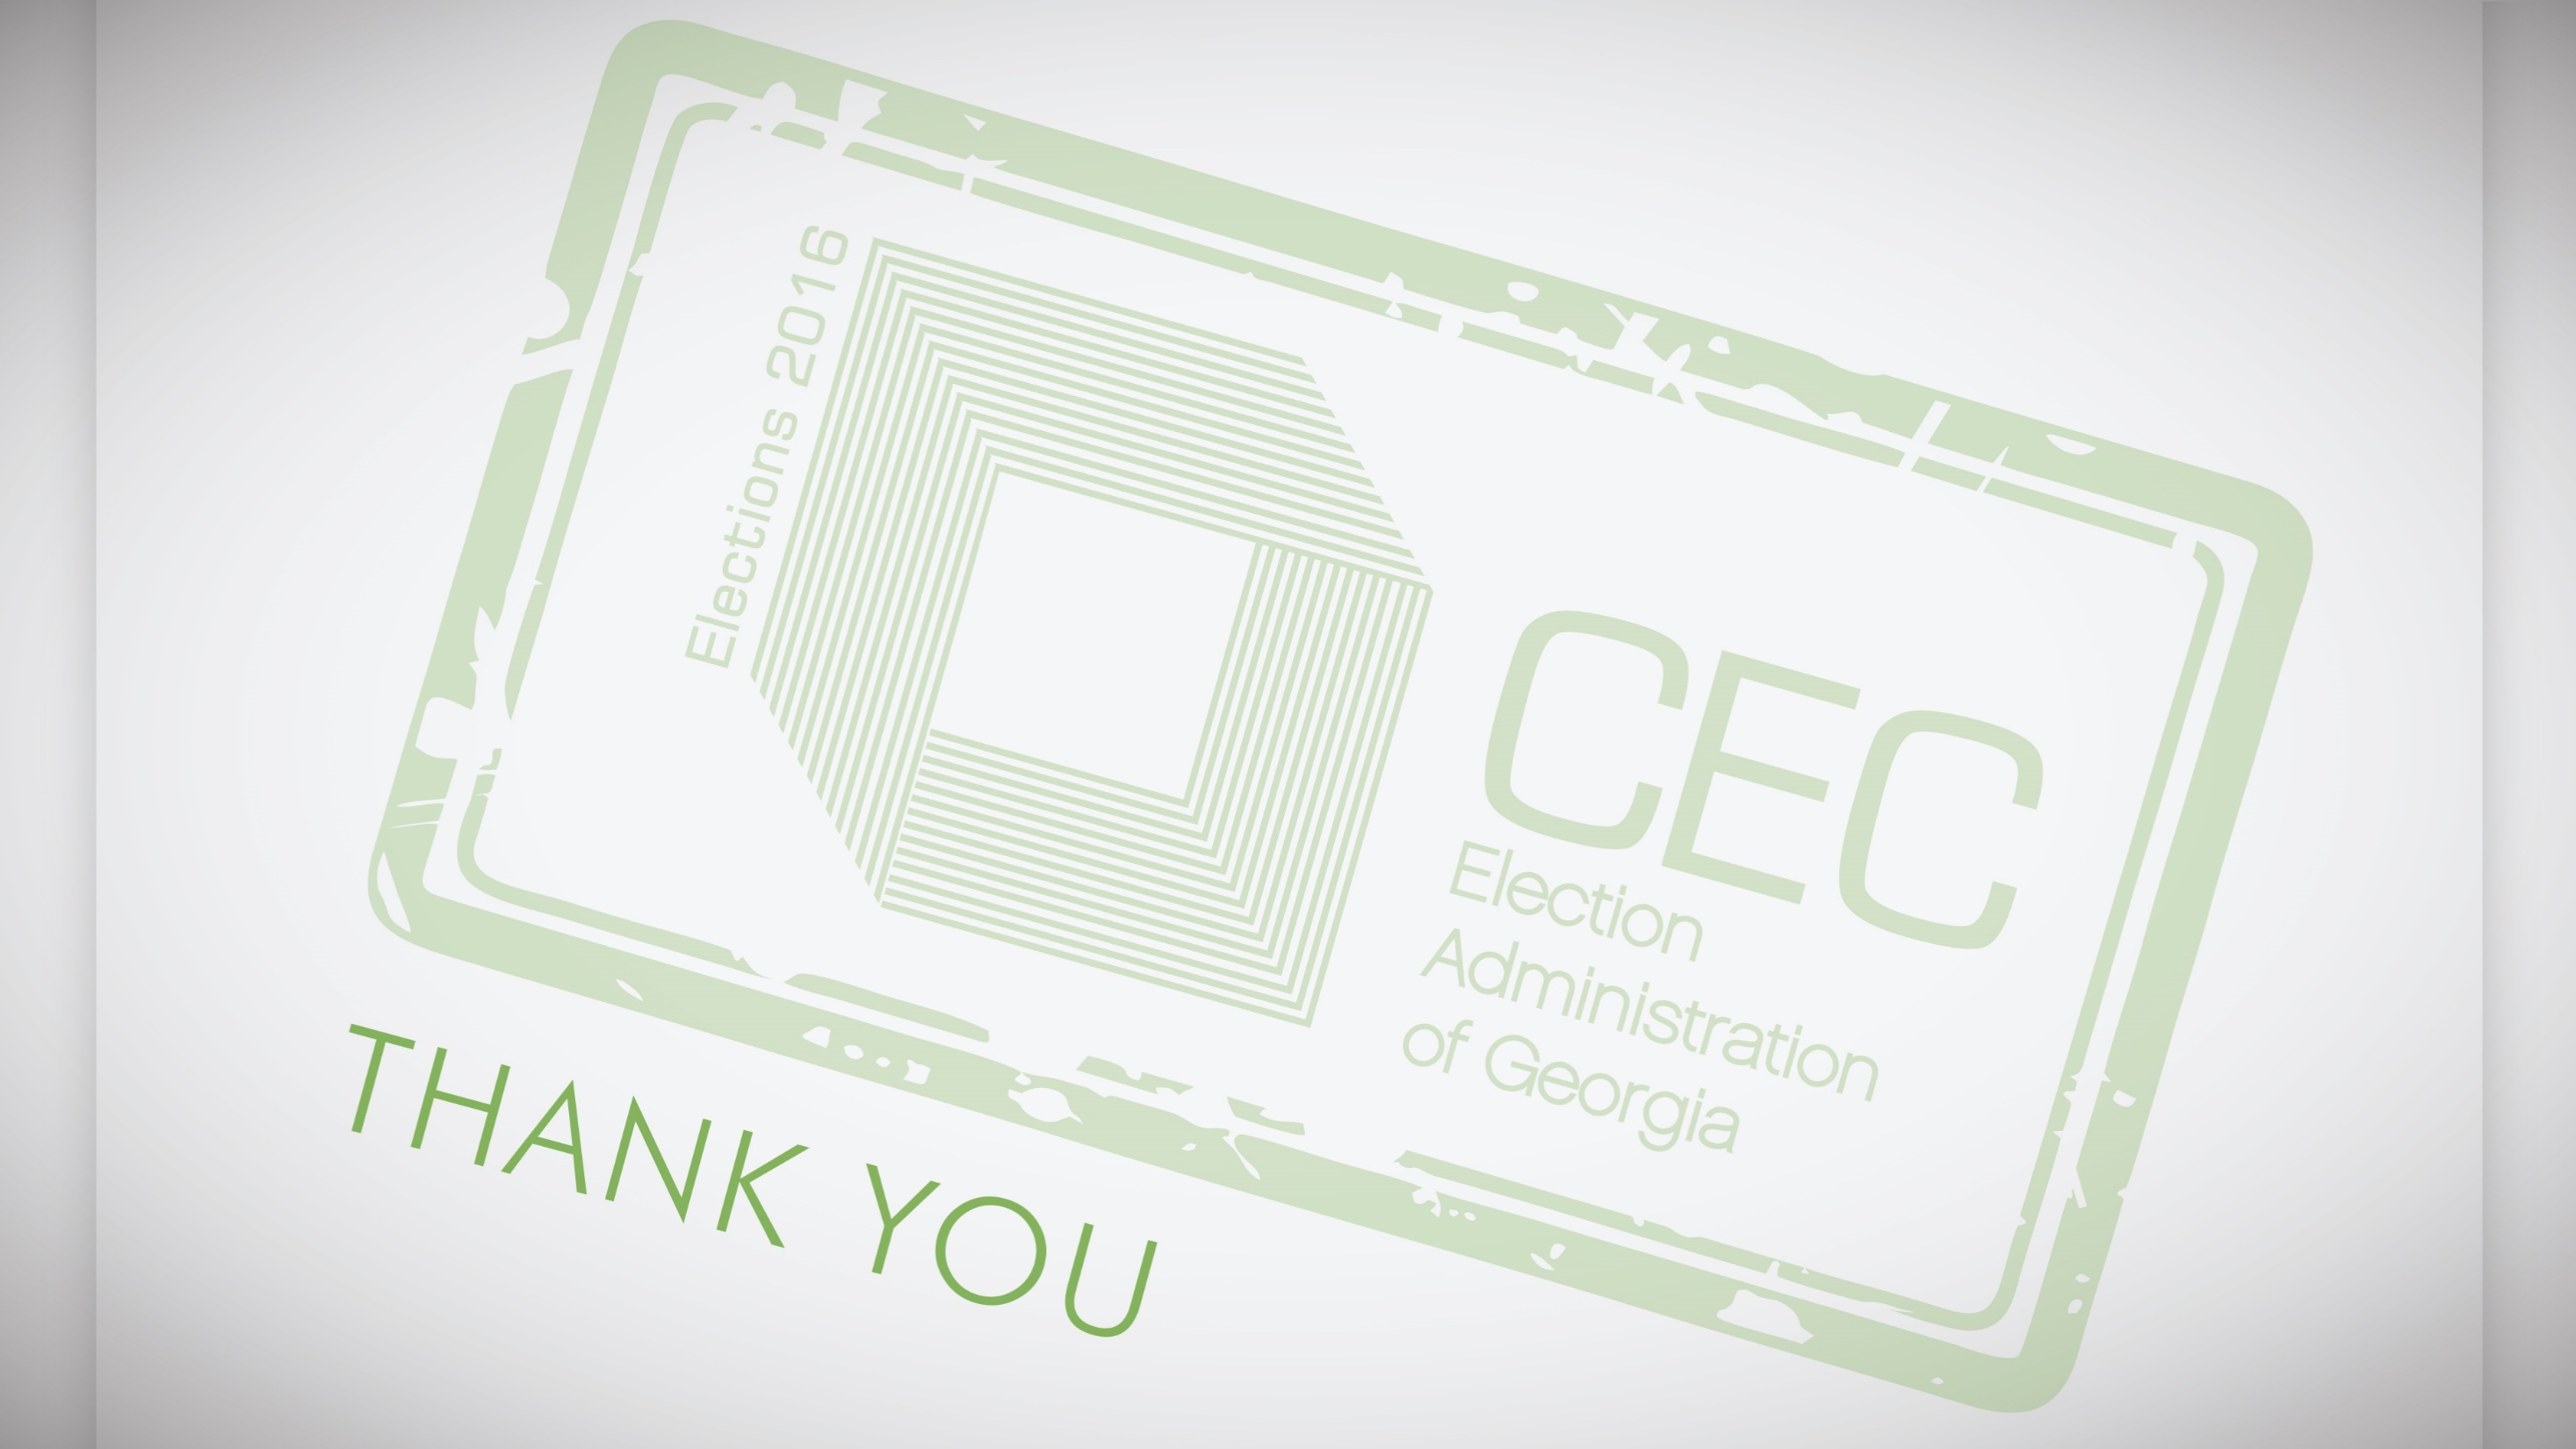 Elections 2016
CEC
Election
Administration
of Georgia
THANK YOU